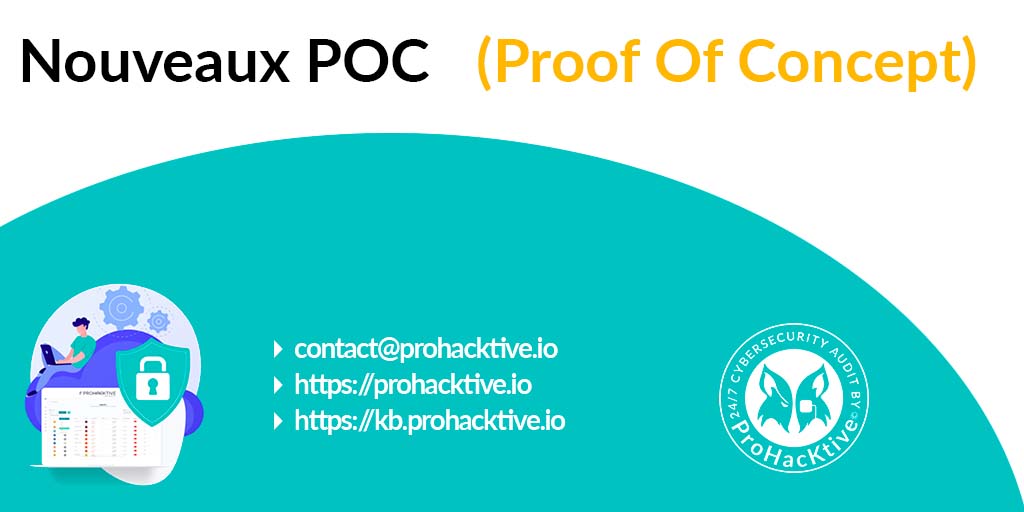 Nouveaux POC (Proof Of Concept)
contact@prohacktive.io
https://prohacktive.io
https://kb.prohacktive.io
PROHACKTIVE
24/7 CYBERSECURITY AUDIT BY
ProHacKtive